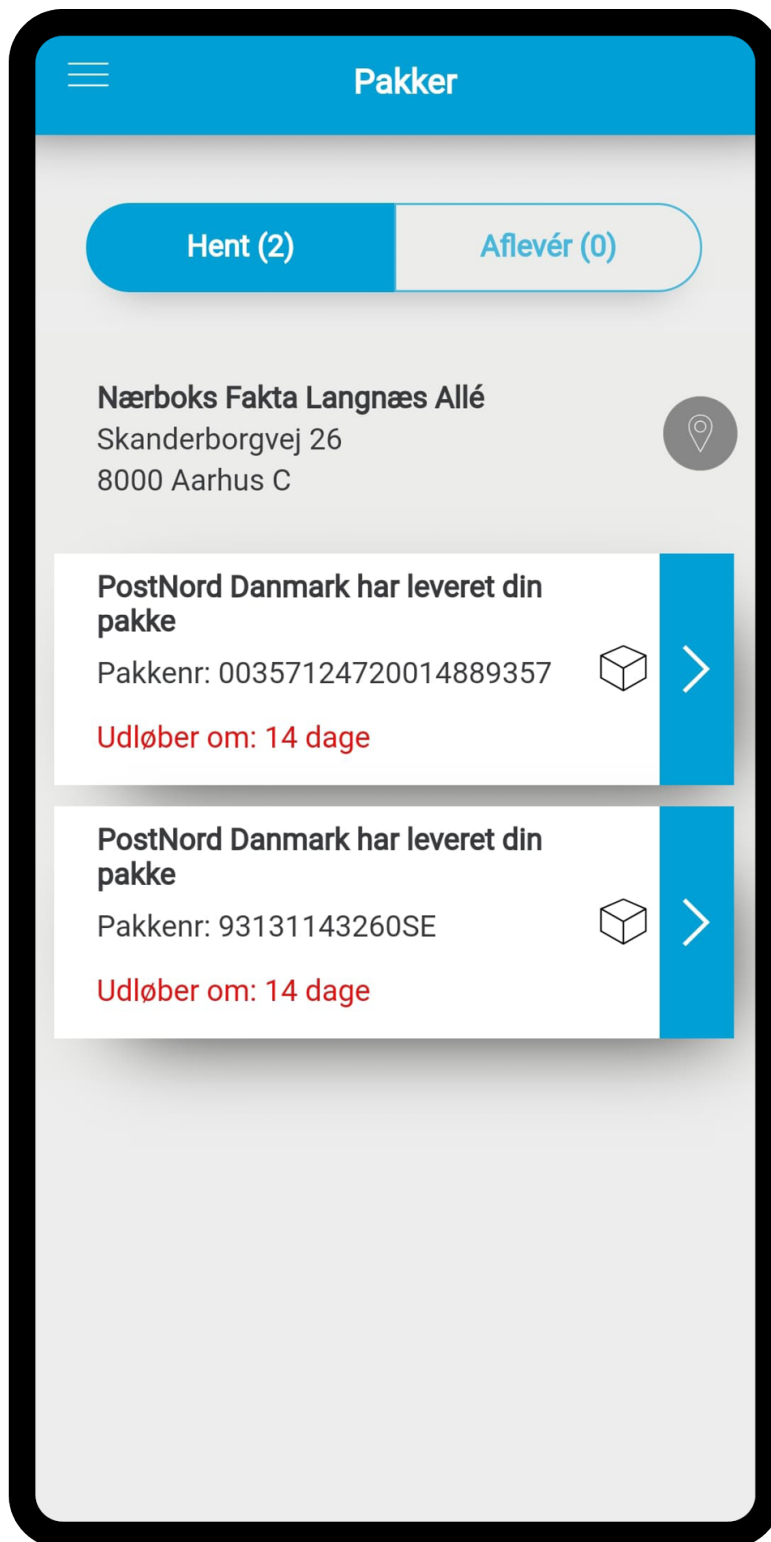 Pakker
Hent (2)
Aflevér (0)
Nærboks Fakta Langnæs Allé
Skanderborgvej 26
8000 Aarhus C
PostNord Danmark har leveret din
pakke
Pakkenr: 00357124720014889357
Udløber om: 14 dage
PostNord Danmark har leveret din
pakke
Pakkenr: 93131143260SE
Udløber om: 14 dage